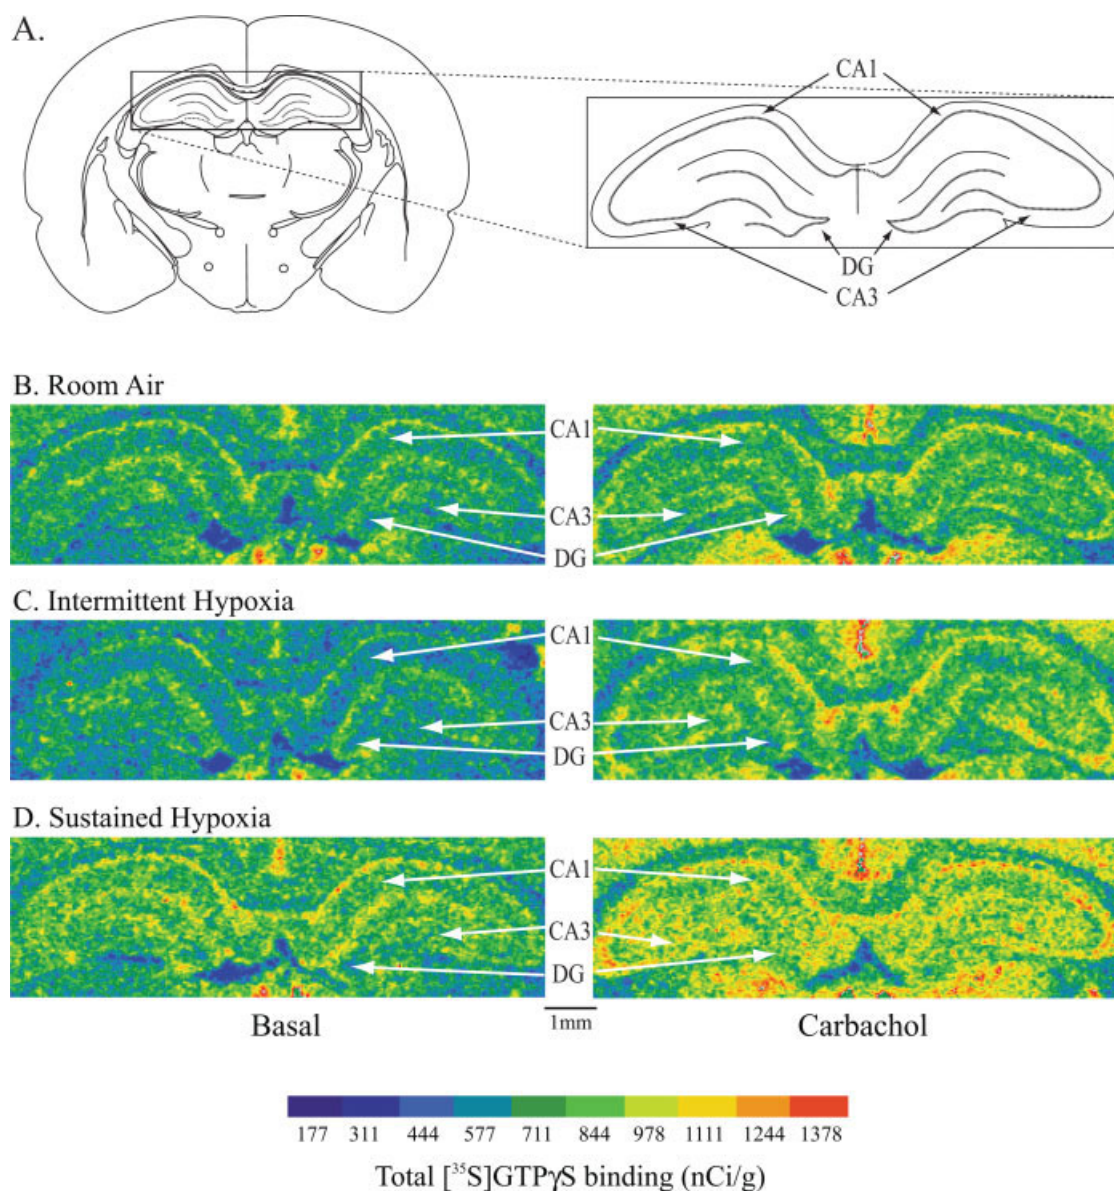 A.
CA1
DG
CA3
B. Room Air
CA1
CA3
DG
C. Intermittent Hypoxia
CA1
CA3
DG
D. Sustained Hypoxia
CA1
CA3
DG
Basal
1mm
Carbachol
177 311 444 577 711 844 978 1111 1244 1378
Total [³⁵S]GTPγS binding (nCi/g)